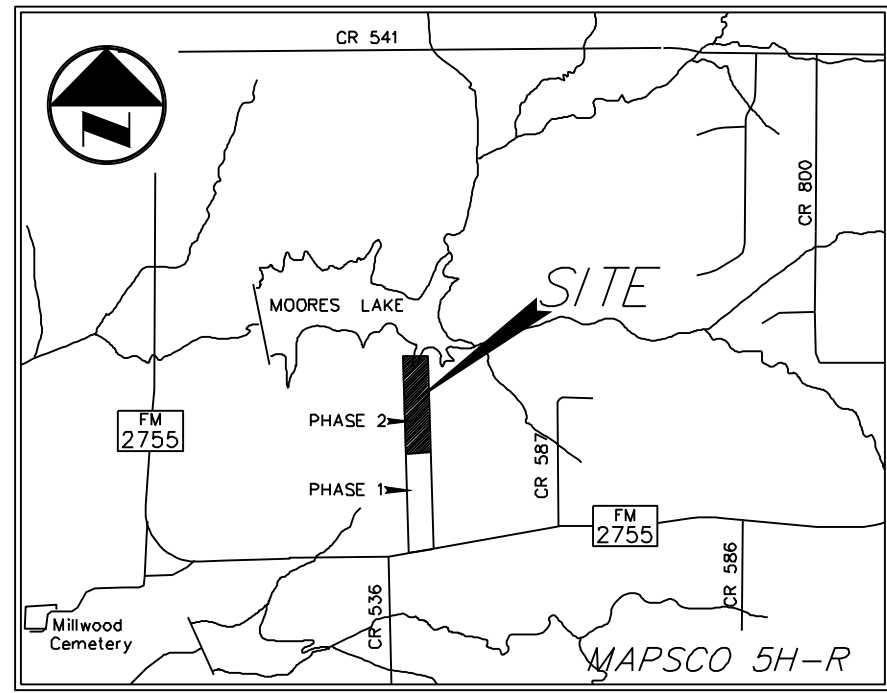 CR 541
CR 800
SITE
MOORES LAKE
PHASE 2
FM
2755
CR 587
PHASE 1
FM
2755
CR 586
CR 536
Millwood
Cemetery
MAPSCO 5H-R